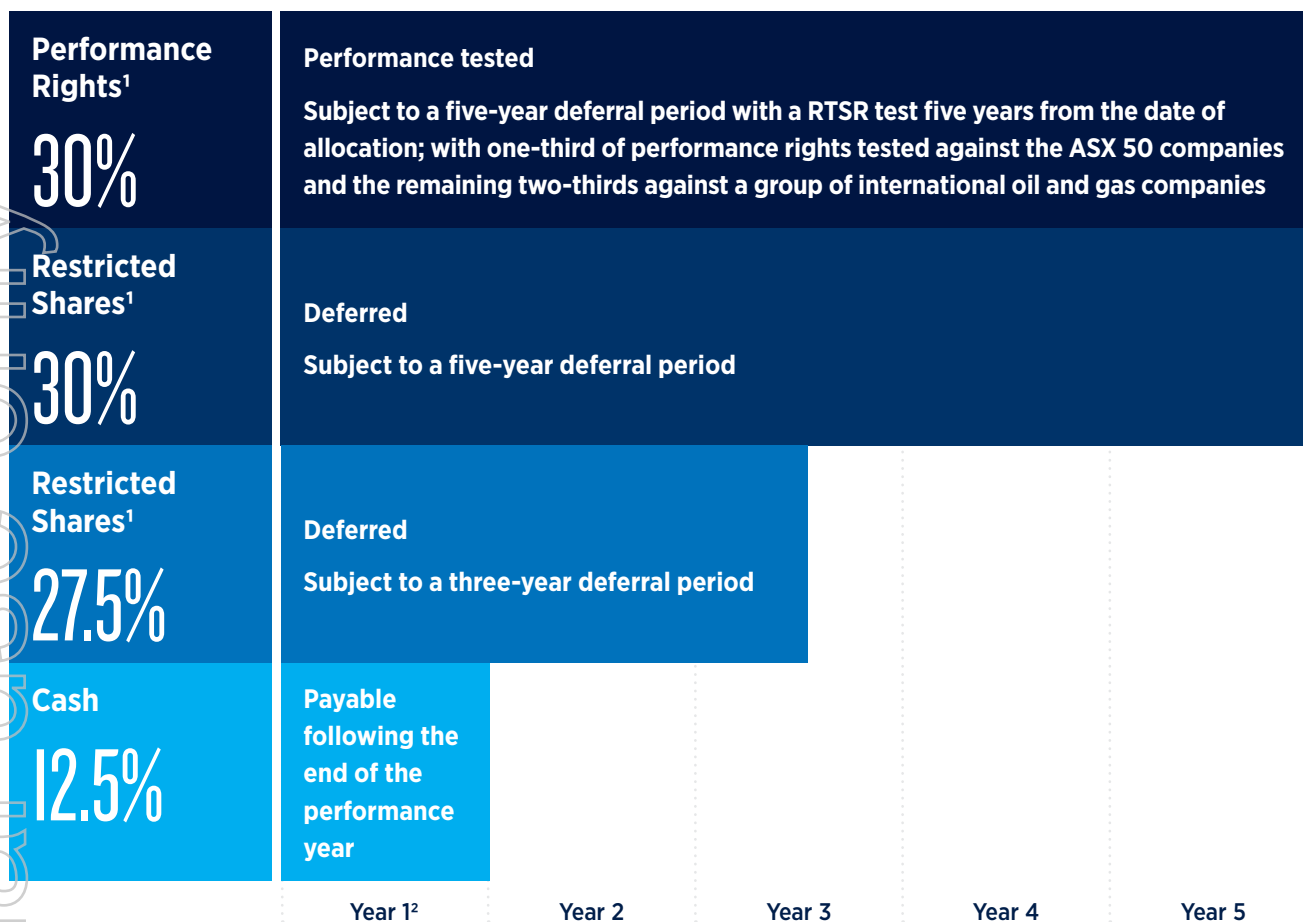 Performance
Rights¹
30%
Performance tested
Subject to a five-year deferral period with a RTSR test five years from the date of
allocation; with one-third of performance rights tested against the ASX 50 companies
and the remaining two-thirds against a group of international oil and gas companies
Restricted
Shares¹
30%
Deferred
Subject to a five-year deferral period
Restricted
Shares¹
27.5%
Deferred
Subject to a three-year deferral period
Cash
12.5%
Payable
following the
end of the
performance
year
Year 1² Year 2 Year 3 Year 4 Year 5